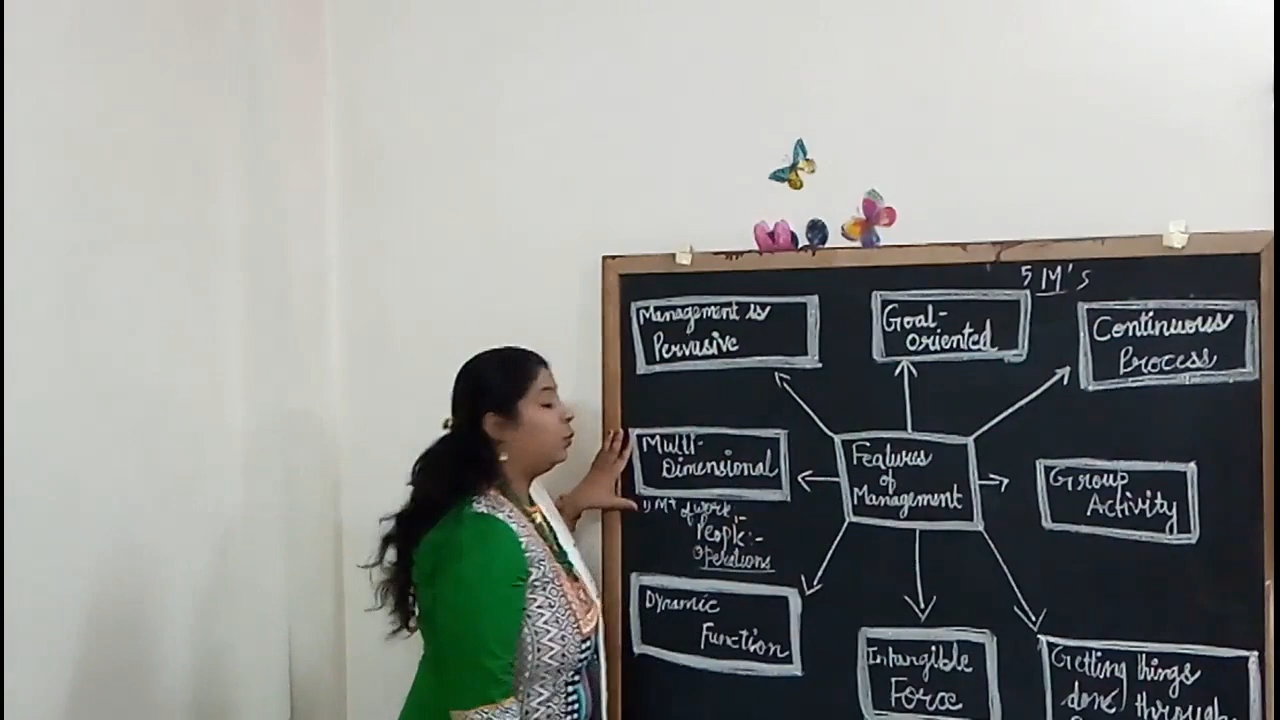 5 M's
Management is
Pervusive
Goal-
oriented
Continuous
Process
Multi-
Dimensional
1) Mt of work:-
People:-
Operations
Features
of
Management
Group
Activity
Dynamic
Function
Intangible
Force
Getting things
done through